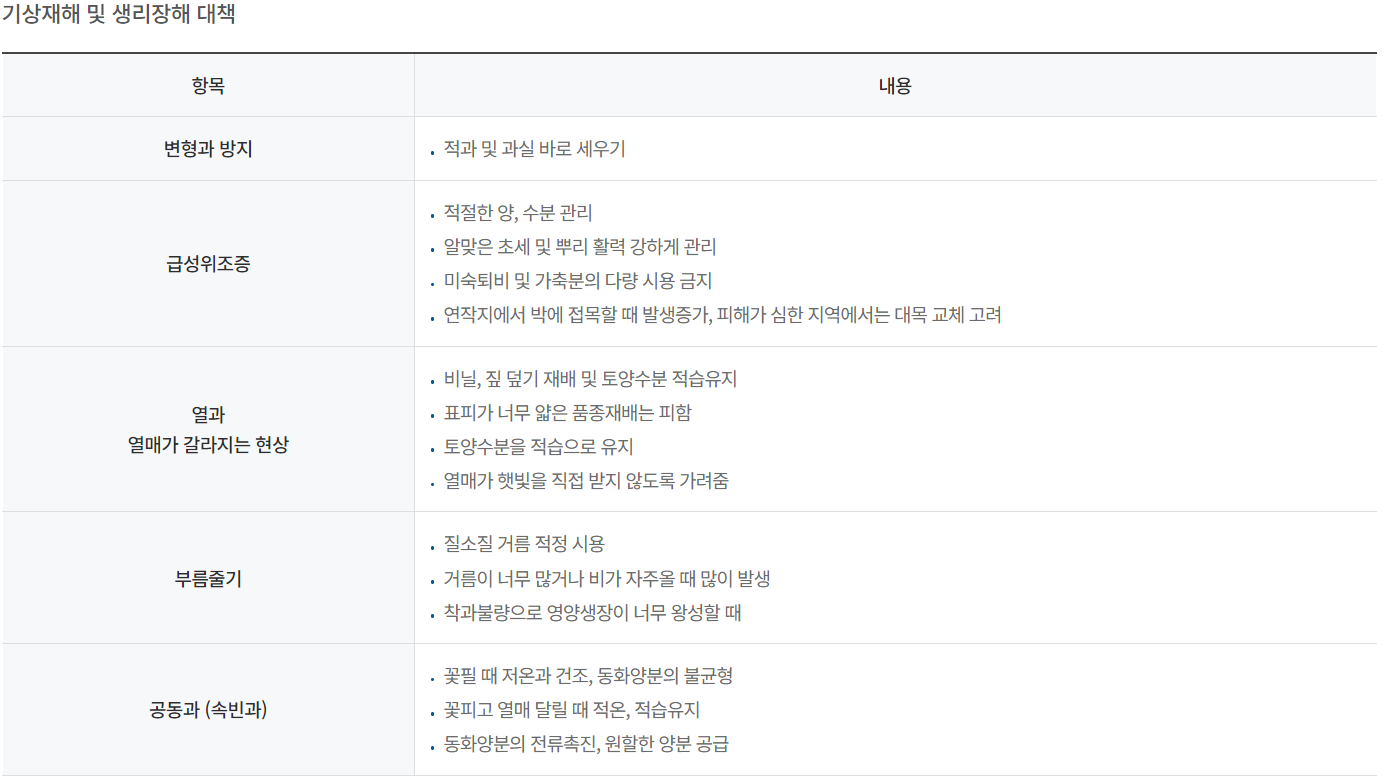 기상재해 및 생리장해 대책
항목
내용
변형과 방지
적과 및 과실 바로 세우기
급성위조증
적절한 양, 수분 관리
알맞은 초세 및 뿌리 활력 강하게 관리
미숙퇴비 및 가축분의 다량 시용 금지
연작지에서 박에 접목할 때 발생증가, 피해가 심한 지역에서는 대목 교체 고려
열과
열매가 갈라지는 현상
비닐, 짚 덮기 재배 및 토양수분 적습유지
표피가 너무 얇은 품종재배는 피함
토양수분을 적습으로 유지
열매가 햇빛을 직접 받지 않도록 가려줌
부름줄기
질소질 거름 적정 시용
거름이 너무 많거나 비가 자주올 때 많이 발생
착과불량으로 영양생장이 너무 왕성할 때
공동과 (속빈과)
꽃필 때 저온과 건조, 동화양분의 불균형
꽃피고 열매 달릴 때 적온, 적습유지
동화양분의 전류촉진, 원할한 양분 공급